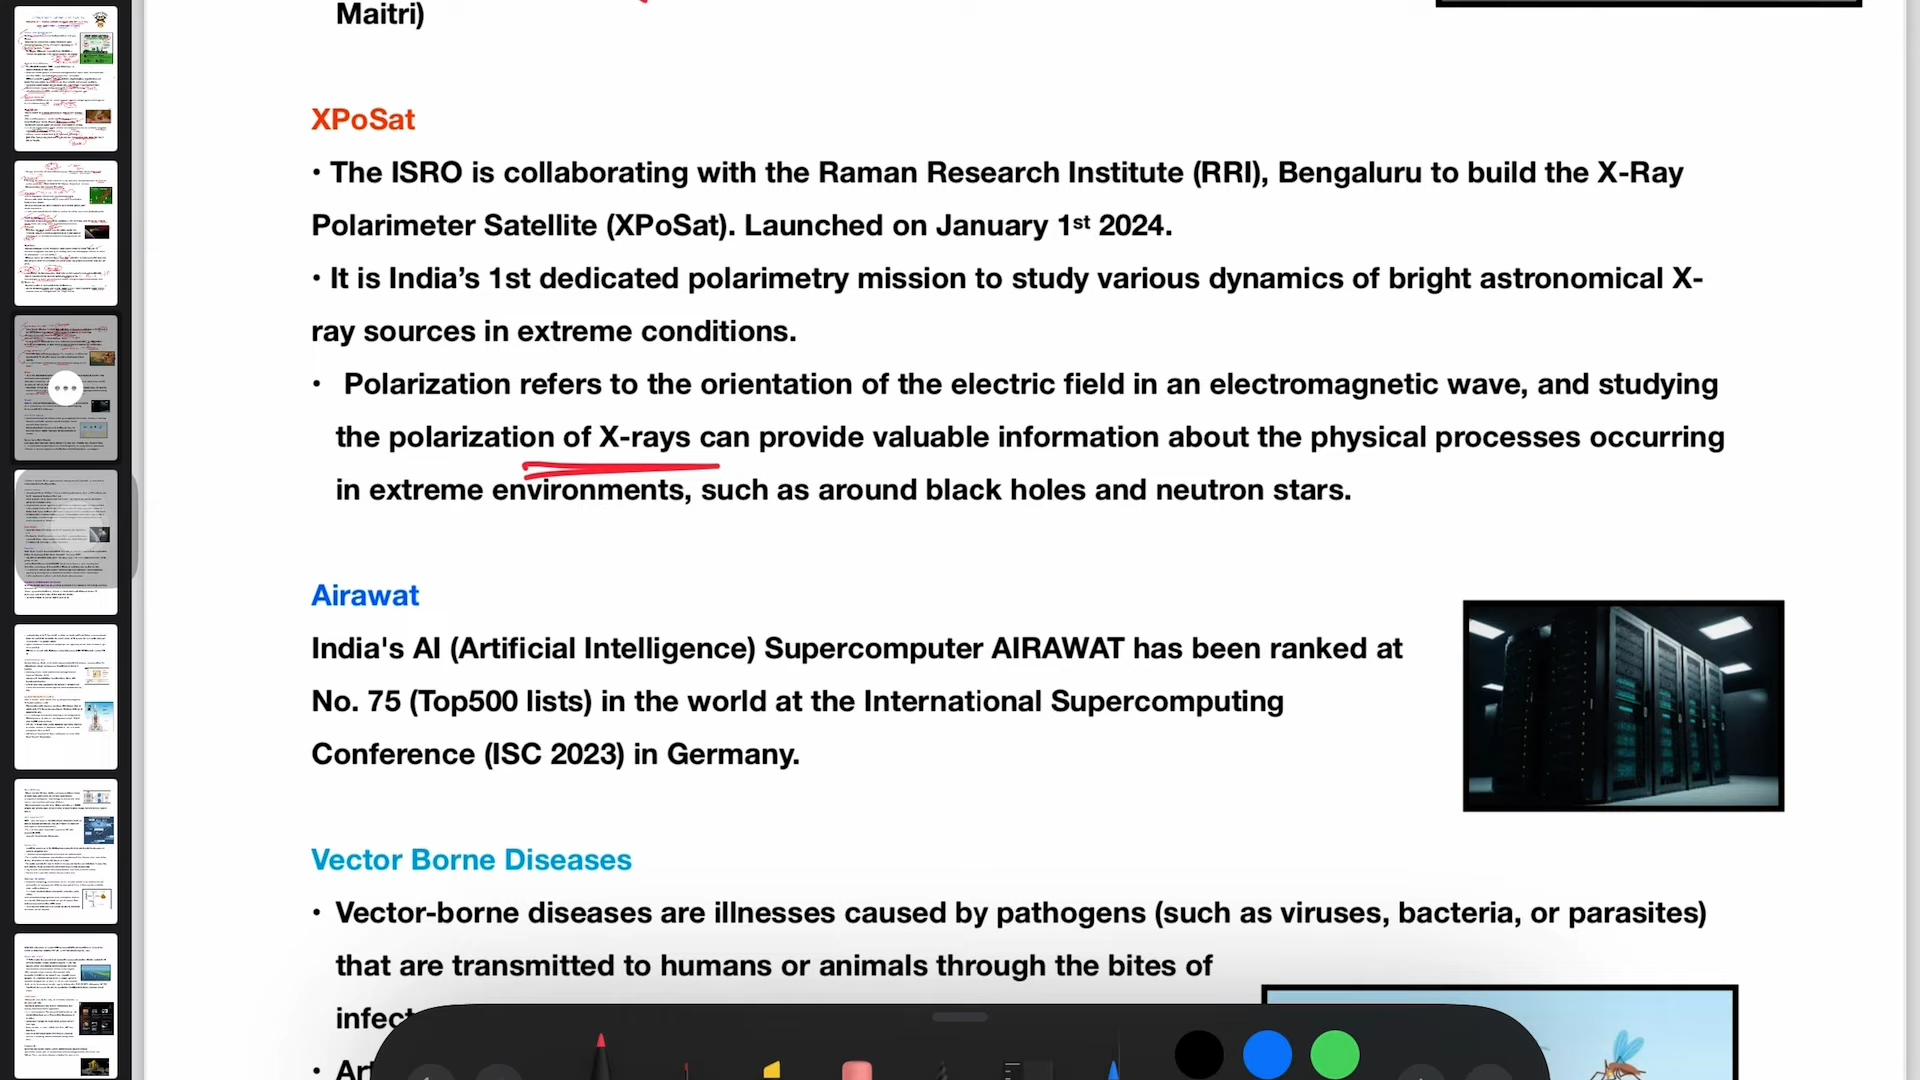 Maitri)
XPoSat
• The ISRO is collaborating with the Raman Research Institute (RRI), Bengaluru to build the X-Ray
Polarimeter Satellite (XPoSat). Launched on January 1st 2024.
• It is India’s 1st dedicated polarimetry mission to study various dynamics of bright astronomical X-
ray sources in extreme conditions.
• Polarization refers to the orientation of the electric field in an electromagnetic wave, and studying
the polarization of X-rays can provide valuable information about the physical processes occurring
in extreme environments, such as around black holes and neutron stars.
Airawat
India's AI (Artificial Intelligence) Supercomputer AIRAWAT has been ranked at
No. 75 (Top500 lists) in the world at the International Supercomputing
Conference (ISC 2023) in Germany.
Vector Borne Diseases
• Vector-borne diseases are illnesses caused by pathogens (such as viruses, bacteria, or parasites)
that are transmitted to humans or animals through the bites of